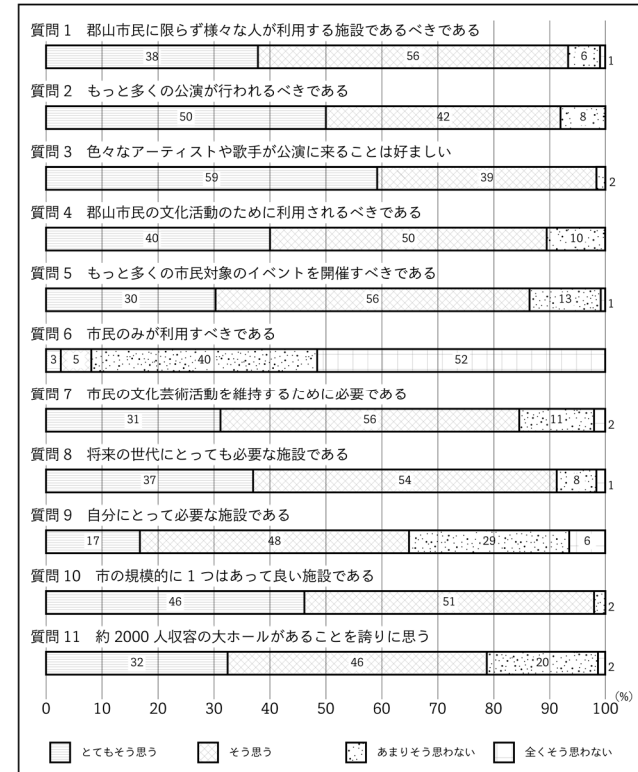 質問 1　郡山市民に限らず様々な人が利用する施設であるべきである
38 56 6 1
質問 2　もっと多くの公演が行われるべきである
50 42 8
質問 3　色々なアーティストや歌手が公演に来ることは好ましい
59 39 2
質問 4　郡山市民の文化活動のために利用されるべきである
40 50 10
質問 5　もっと多くの市民対象のイベントを開催すべきである
30 56 13 1
質問 6　市民のみが利用すべきである
3 5 40 52
質問 7　市民の文化芸術活動を維持するために必要である
31 56 11 2
質問 8　将来の世代にとっても必要な施設である
37 54 8 1
質問 9　自分にとって必要な施設である
17 48 29 6
質問 10　市の規模的に 1 つはあって良い施設である
46 51 2
質問 11　約 2000 人収容の大ホールがあることを誇りに思う
32 46 20 2
0 10 20 30 40 50 60 70 80 90 100 (%)
とてもそう思う そう思う あまりそう思わない 全くそう思わない